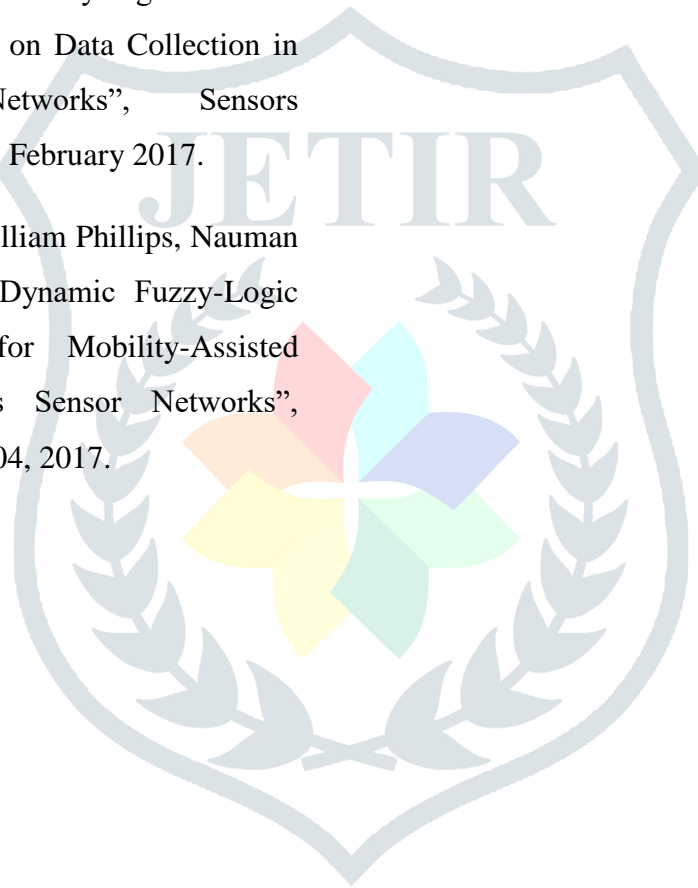 on Data Collection in
Networks”, Sensors
February 2017.
JETIR
lliam Phillips, Nauman
Dynamic Fuzzy-Logic
for Mobility-Assisted
s Sensor Networks”,
04, 2017.